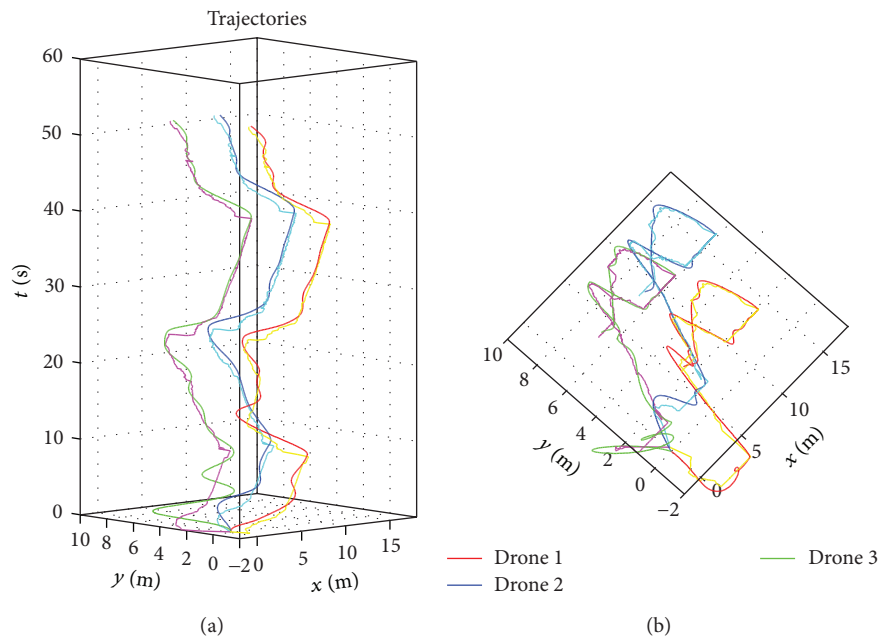 Trajectories
60
50
40
30
20
10
0
t (s)
10 8 6 4 2 0 −2 0 5 10 15
y (m) x (m)
(a)
10
8
6
4
2
0
−2
y (m)
0
5
10
15
x (m)
(b)
Drone 1
Drone 2
Drone 3